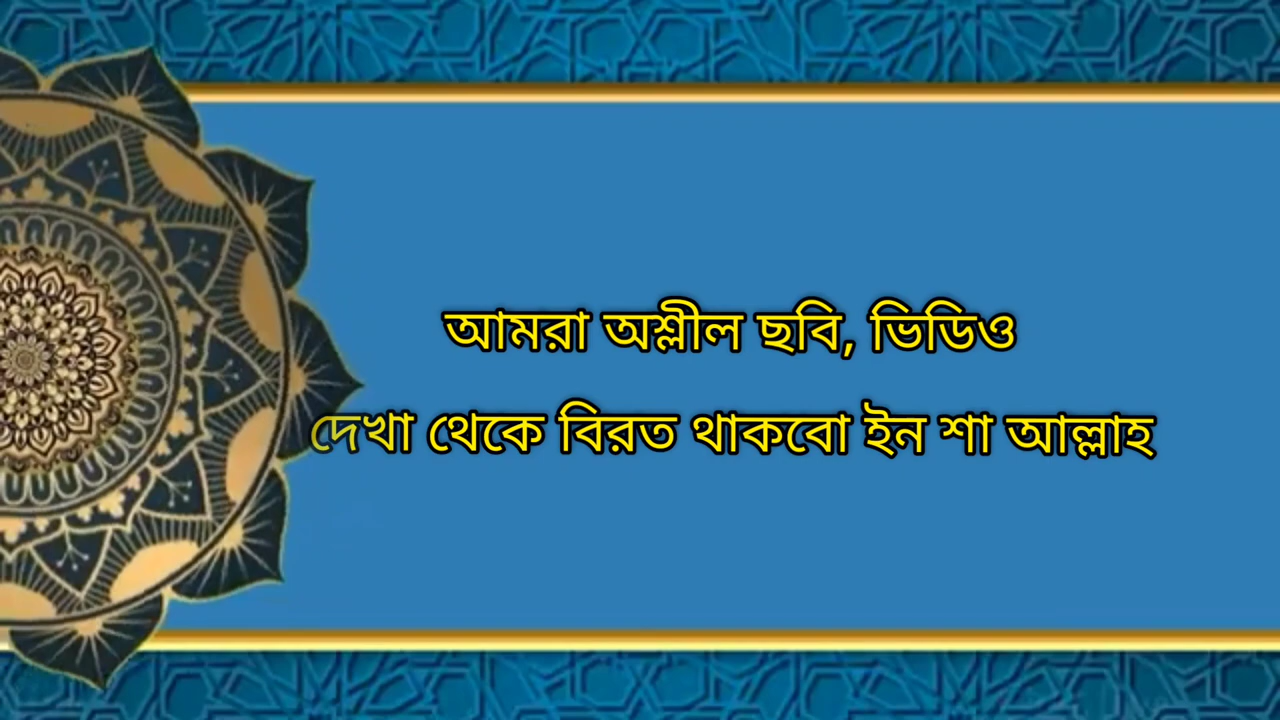 আমরা অশ্লীল ছবি, ভিডিও
দেখা থেকে বিরত থাকবো ইন শা আল্লাহ